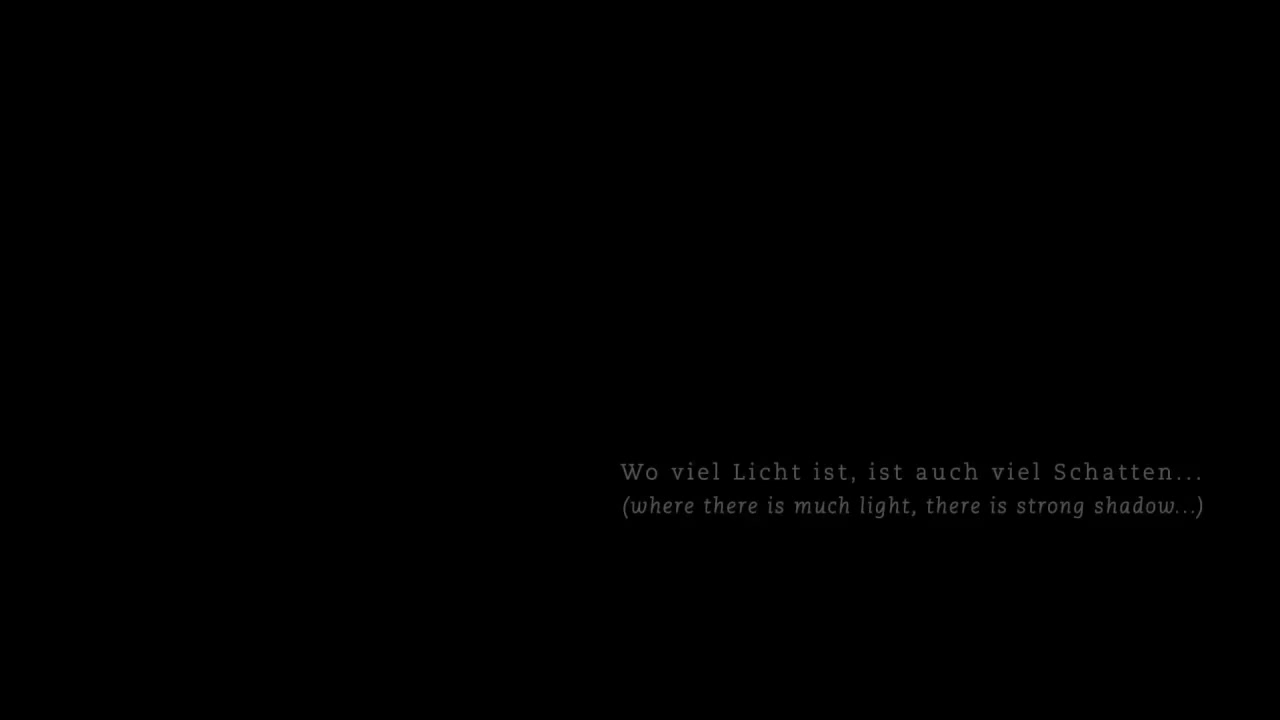 Wo viel Licht ist, ist auch viel Schatten...
(where there is much light, there is strong shadow...)